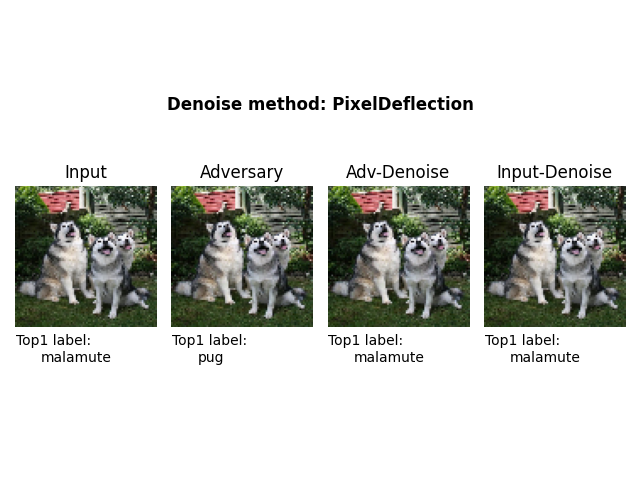 Denoise method: PixelDeflection
Input
Adversary
Adv-Denoise
Input-Denoise
Top1 label:
malamute
Top1 label:
pug
Top1 label:
malamute
Top1 label:
malamute